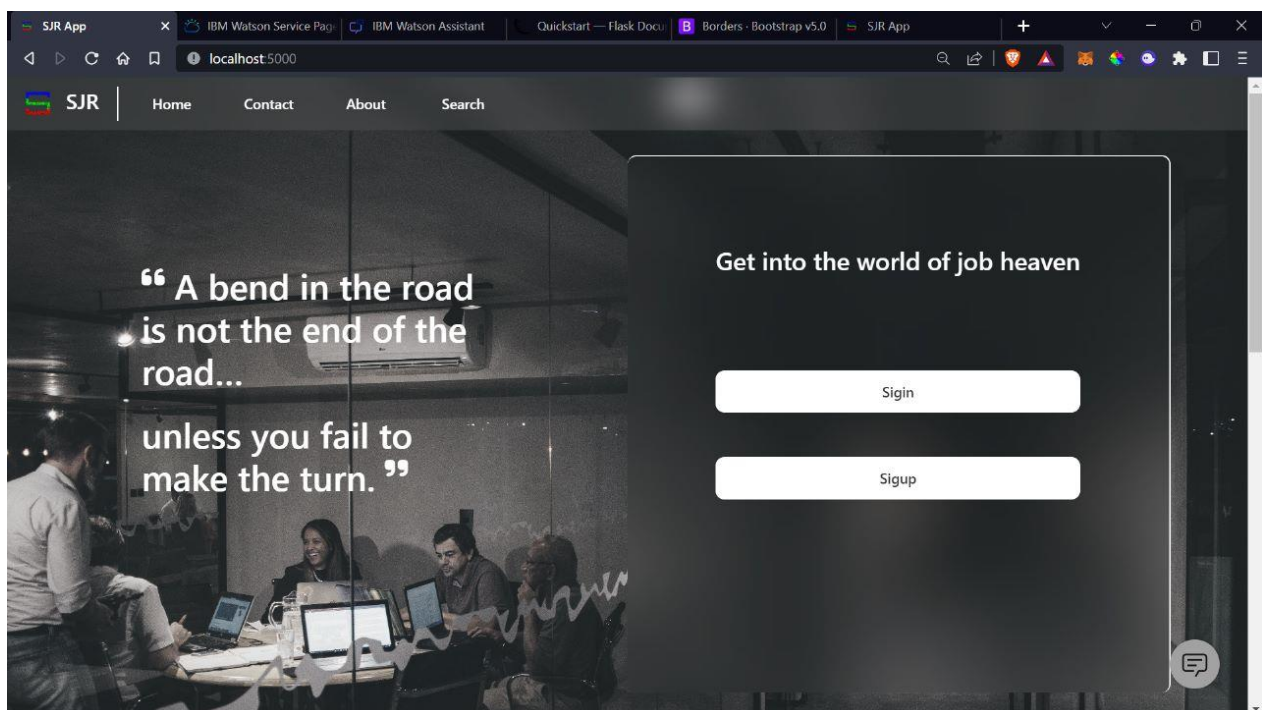 SJR App
IBM Watson Service Pag
IBM Watson Assistant
Quickstart — Flask Docu
B Borders · Bootstrap v5.0
SJR App
localhost:5000
SJR
Home
Contact
About
Search
“ A bend in the road
is not the end of the
road...
unless you fail to
make the turn. ”
Get into the world of job heaven
Sigin
Sigup